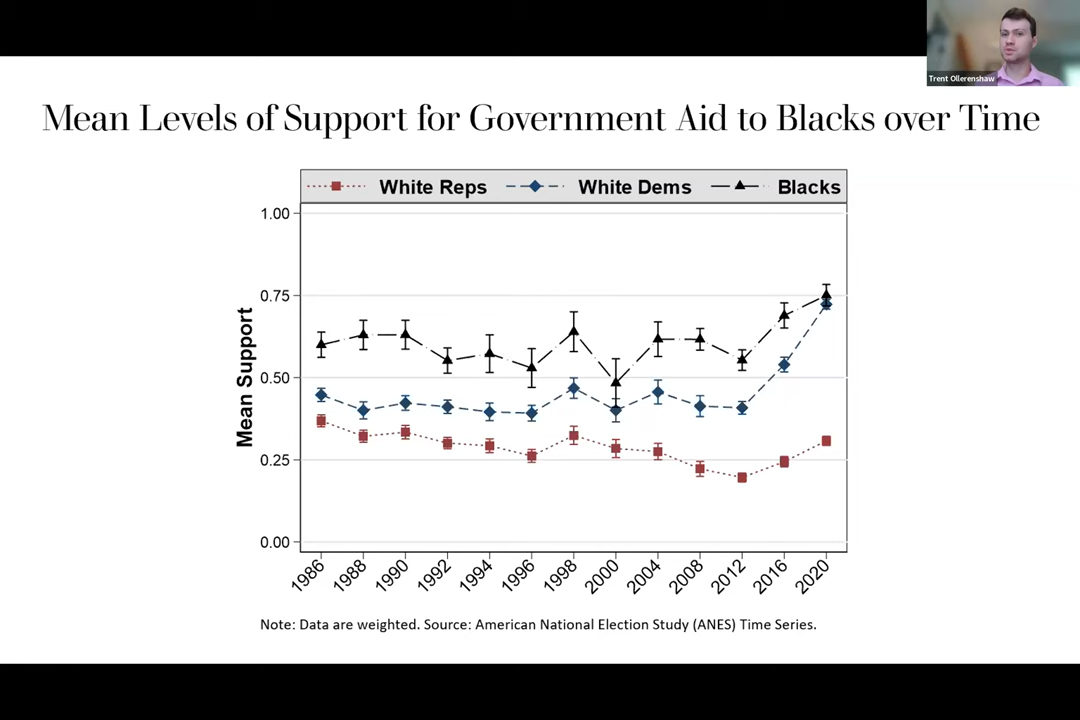 Trent Ollerenshaw
Mean Levels of Support for Government Aid to Blacks over Time
White Reps White Dems Blacks
1.00
0.75
0.50
0.25
0.00
Mean Support
1986 1988 1990 1992 1994 1996 1998 2000 2004 2008 2012 2016 2020
Note: Data are weighted. Source: American National Election Study (ANES) Time Series.